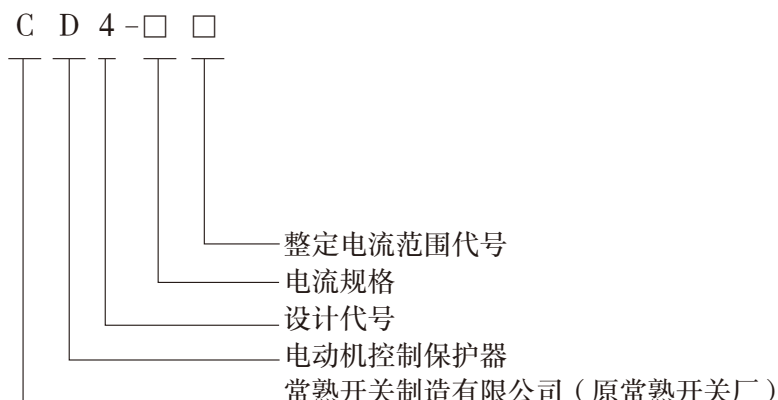 C D 4 -□ □
整定电流范围代号
电流规格
设计代号
电动机控制保护器
常熟开关制造有限公司（原常熟开关厂）